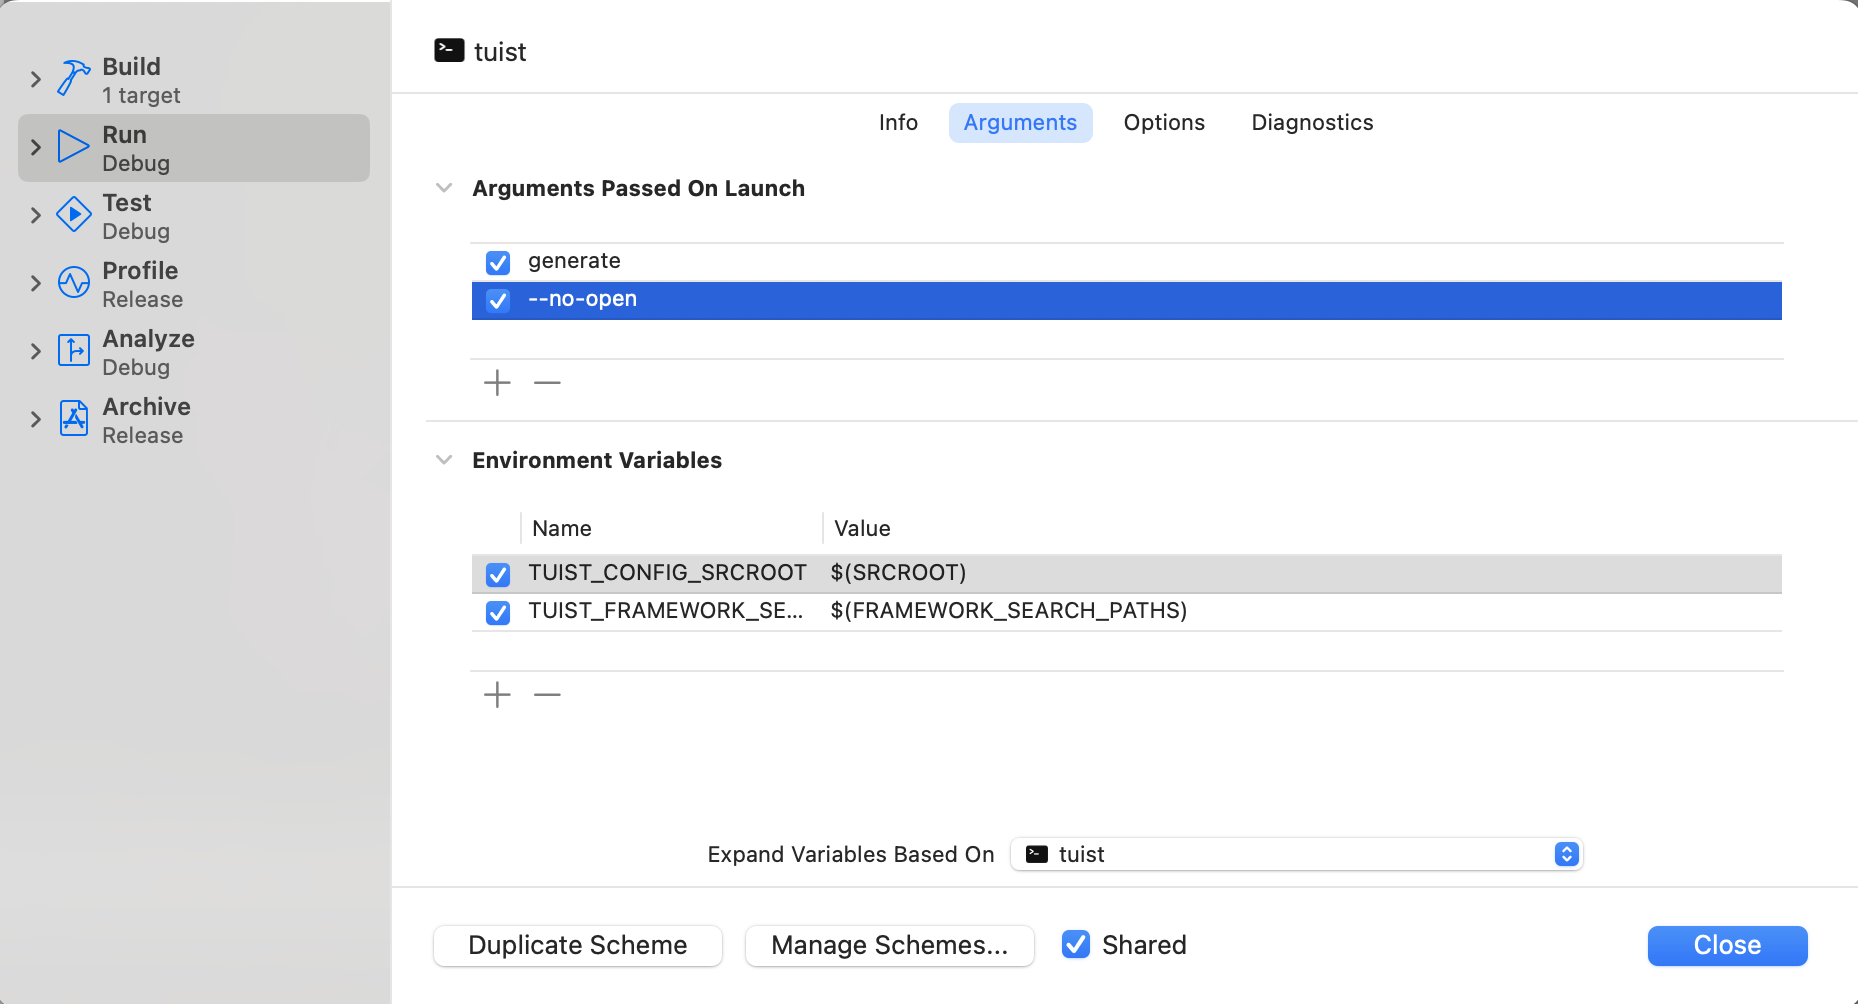 Build
1 target
Run
Debug
Test
Debug
Profile
Release
Analyze
Debug
Archive
Release
tuist
Info Arguments Options Diagnostics
Arguments Passed On Launch
generate
--no-open
Environment Variables
Name Value
TUIST_CONFIG_SRCROOT $(SRCROOT)
TUIST_FRAMEWORK_SE... $(FRAMEWORK_SEARCH_PATHS)
Expand Variables Based On tuist
Duplicate Scheme Manage Schemes... Shared Close